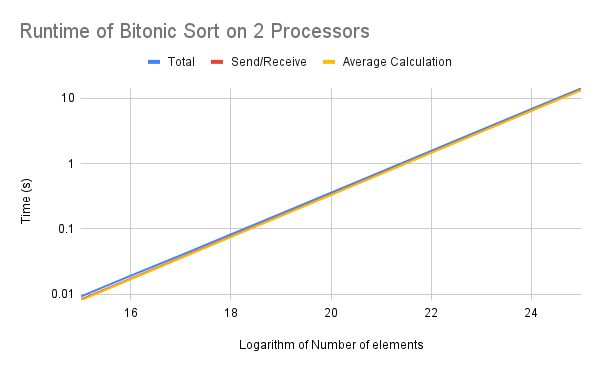 Runtime of Bitonic Sort on 2 Processors
Total Send/Receive Average Calculation
10
1
0.1
0.01
Time (s)
16 18 20 22 24
Logarithm of Number of elements